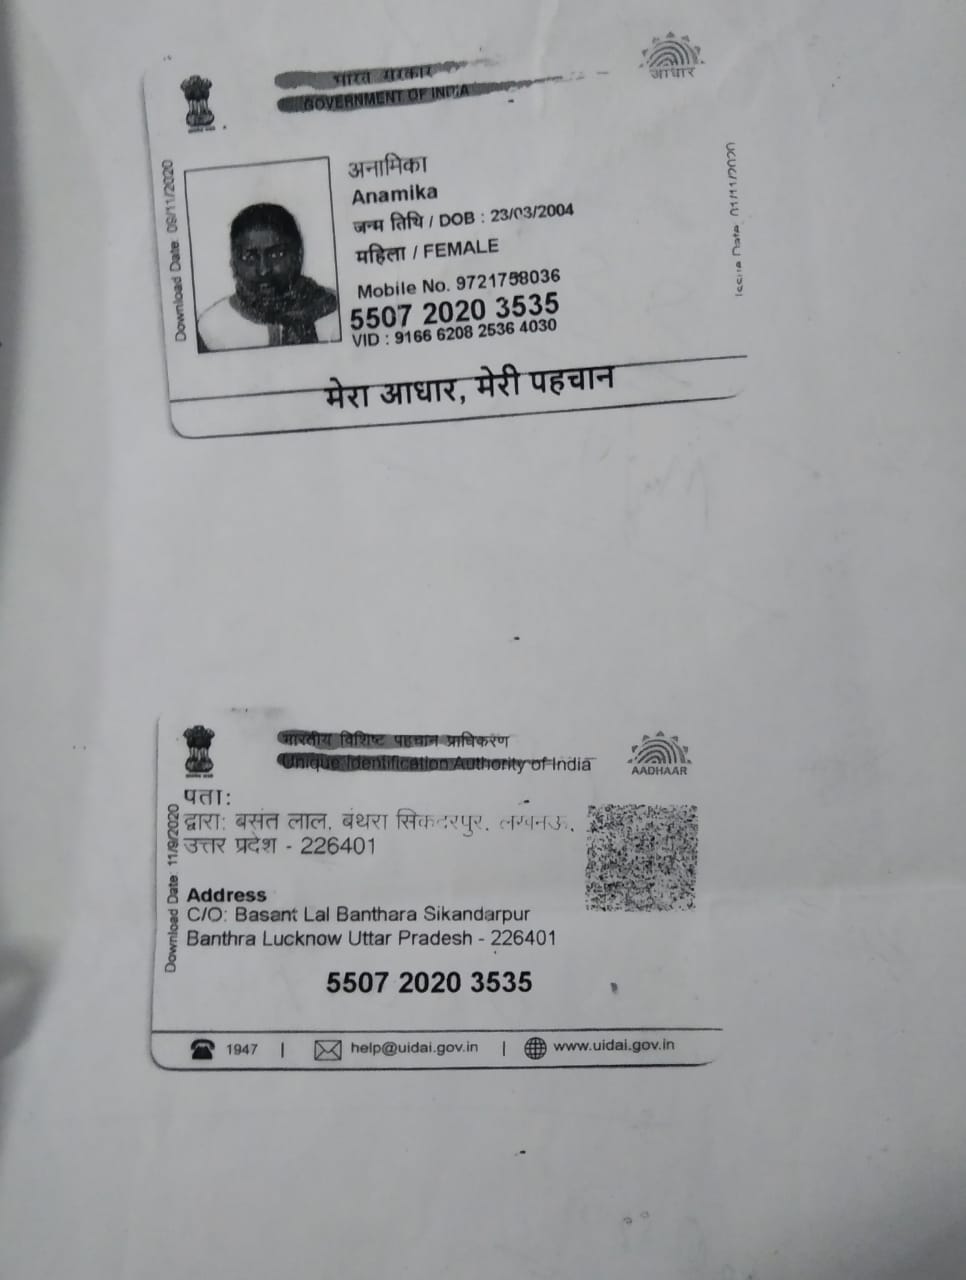 भारत सरकार
GOVERNMENT OF INDIA
आधार
Download Date: 09/11/2020
अनामिका
Anamika
जन्म तिथि / DOB : 23/03/2004
महिला / FEMALE
Mobile No. 9721758036
5507 2020 3535
VID : 9166 6208 2536 4030
Issue Date: 01/11/2020
मेरा आधार, मेरी पहचान
भारतीय विशिष्ट पहचान प्राधिकरण
Unique Identification Authority of India
AADHAAR
Download Date: 11/9/2020
पता:
द्वारा: बसंत लाल, बंथरा सिकंदरपुर, लखनऊ,
उत्तर प्रदेश - 226401
Address
C/O: Basant Lal Banthara Sikandarpur
Banthra Lucknow Uttar Pradesh - 226401
5507 2020 3535
1947 | help@uidai.gov.in | www.uidai.gov.in